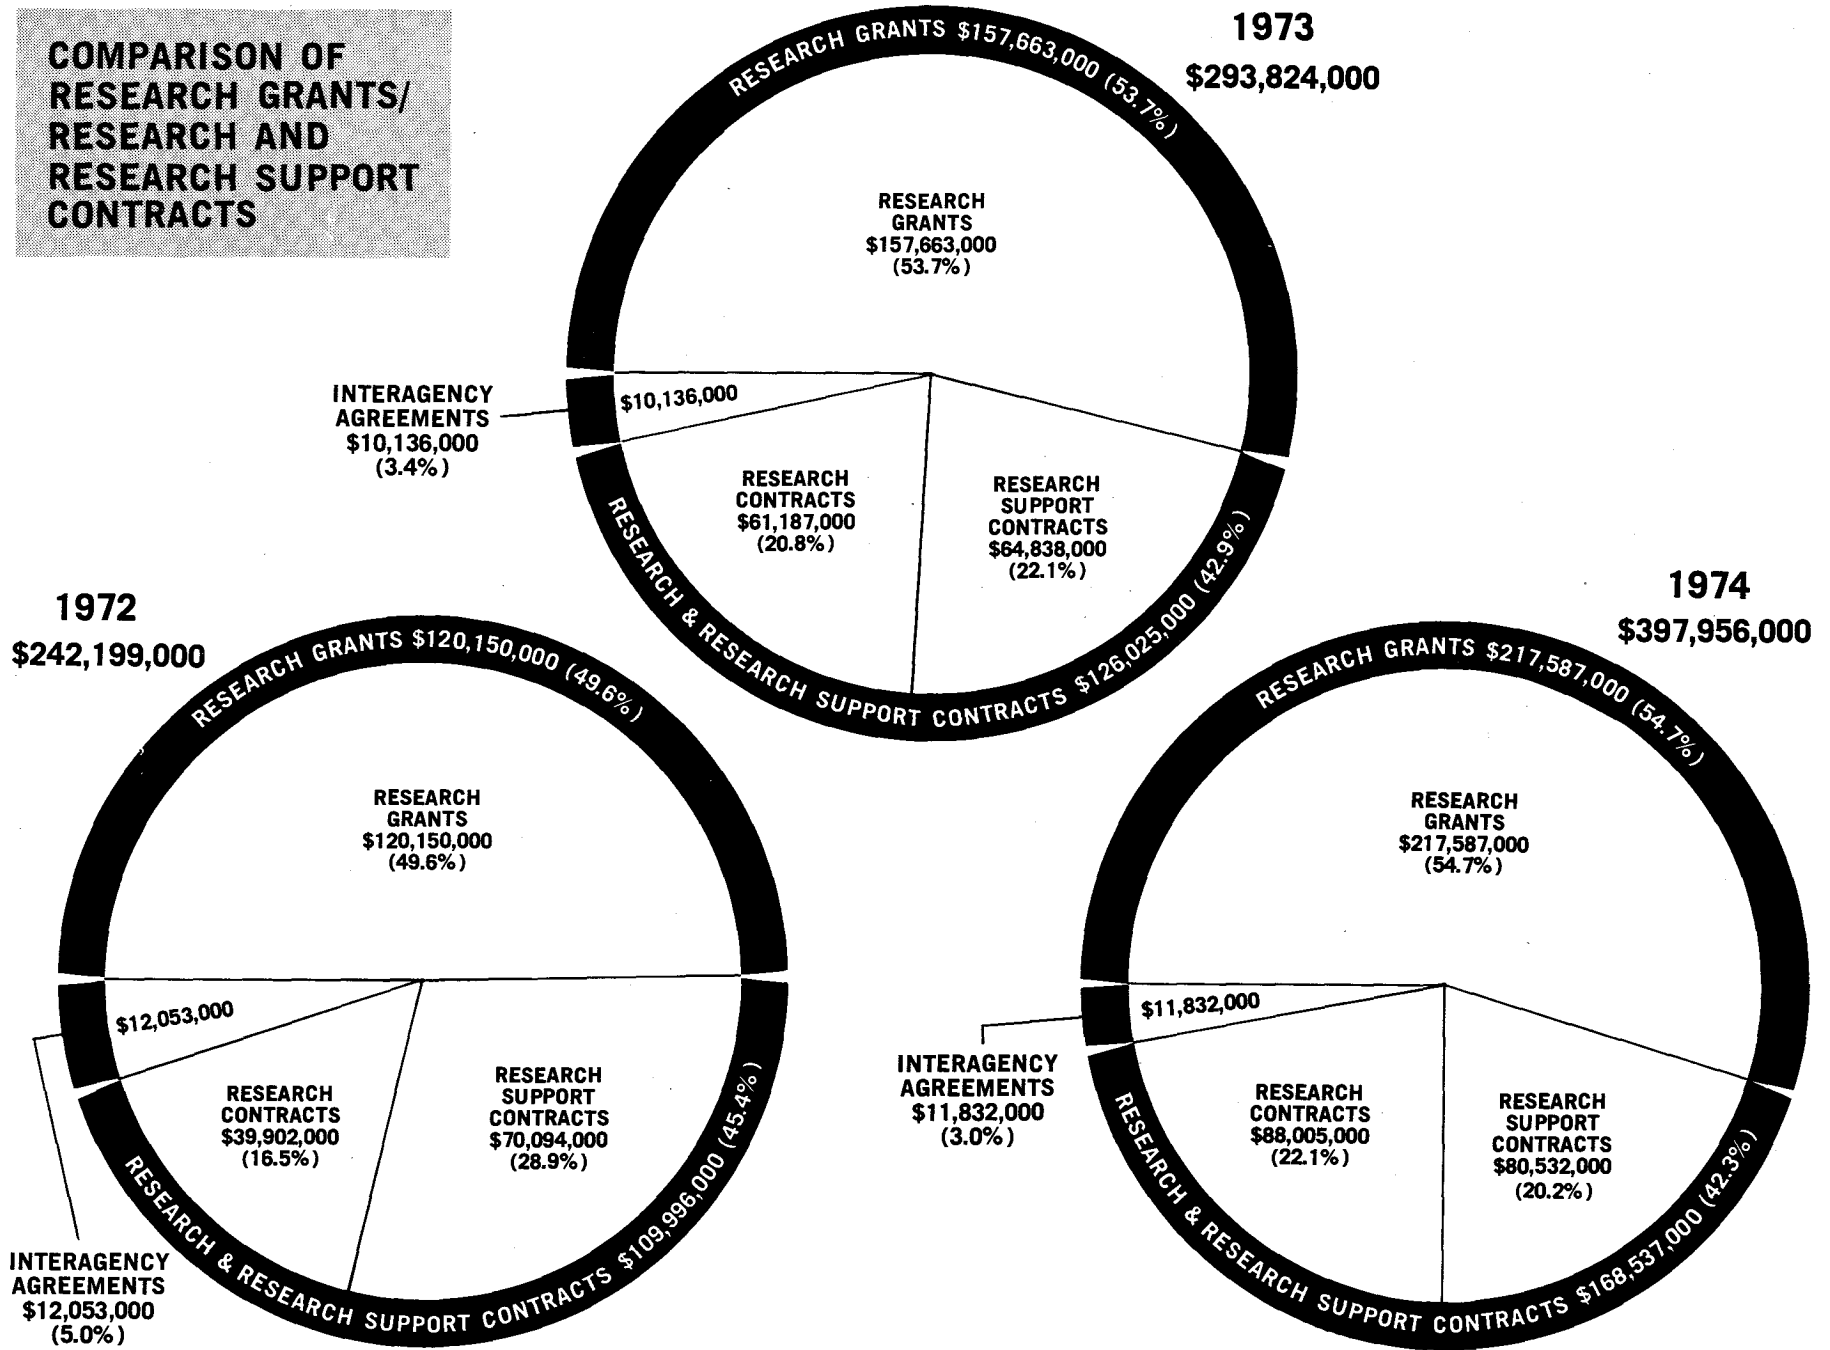 COMPARISON OF
RESEARCH GRANTS/
RESEARCH AND
RESEARCH SUPPORT
CONTRACTS
1973
$293,824,000
RESEARCH GRANTS $157,663,000 (53.7%)
RESEARCH
GRANTS
$157,663,000
(53.7%)
INTERAGENCY
AGREEMENTS
$10,136,000
(3.4%)
$10,136,000
RESEARCH
CONTRACTS
$61,187,000
(20.8%)
RESEARCH
SUPPORT
CONTRACTS
$64,838,000
(22.1%)
RESEARCH & RESEARCH SUPPORT CONTRACTS $126,025,000 (42.9%)
1972
$242,199,000
RESEARCH GRANTS $120,150,000 (49.6%)
RESEARCH
GRANTS
$120,150,000
(49.6%)
$12,053,000
RESEARCH
CONTRACTS
$39,902,000
(16.5%)
RESEARCH
SUPPORT
CONTRACTS
$70,094,000
(28.9%)
RESEARCH & RESEARCH SUPPORT CONTRACTS $109,996,000 (45.4%)
INTERAGENCY
AGREEMENTS
$12,053,000
(5.0%)
1974
$397,956,000
RESEARCH GRANTS $217,587,000 (54.7%)
RESEARCH
GRANTS
$217,587,000
(54.7%)
$11,832,000
INTERAGENCY
AGREEMENTS
$11,832,000
(3.0%)
RESEARCH
CONTRACTS
$88,005,000
(22.1%)
RESEARCH
SUPPORT
CONTRACTS
$80,532,000
(20.2%)
RESEARCH & RESEARCH SUPPORT CONTRACTS $168,537,000 (42.3%)